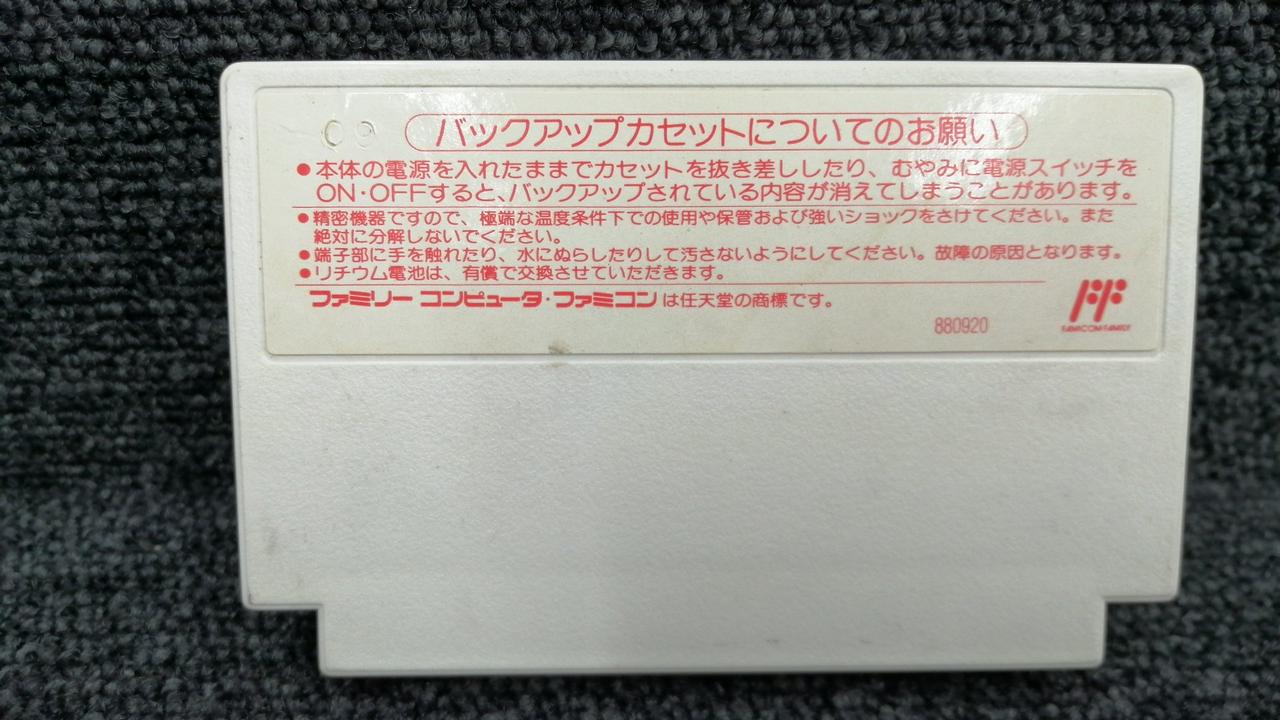 バックアップカセットについてのお願い
●本体の電源を入れたままでカセットを抜き差ししたり、むやみに電源スイッチを
ON・OFFすると、バックアップされている内容が消えてしまうことがあります。
●精密機器ですので、極端な温度条件下での使用や保管および強いショックをさけてください。また
絶対に分解しないでください。
●端子部に手を触れたり、水にぬらしたりして汚さないようにしてください。故障の原因となります。
●リチウム電池は、有償で交換させていただきます。
ファミリー コンピュータ・ファミコンは任天堂の商標です。
880920
FAMICOM FAMILY